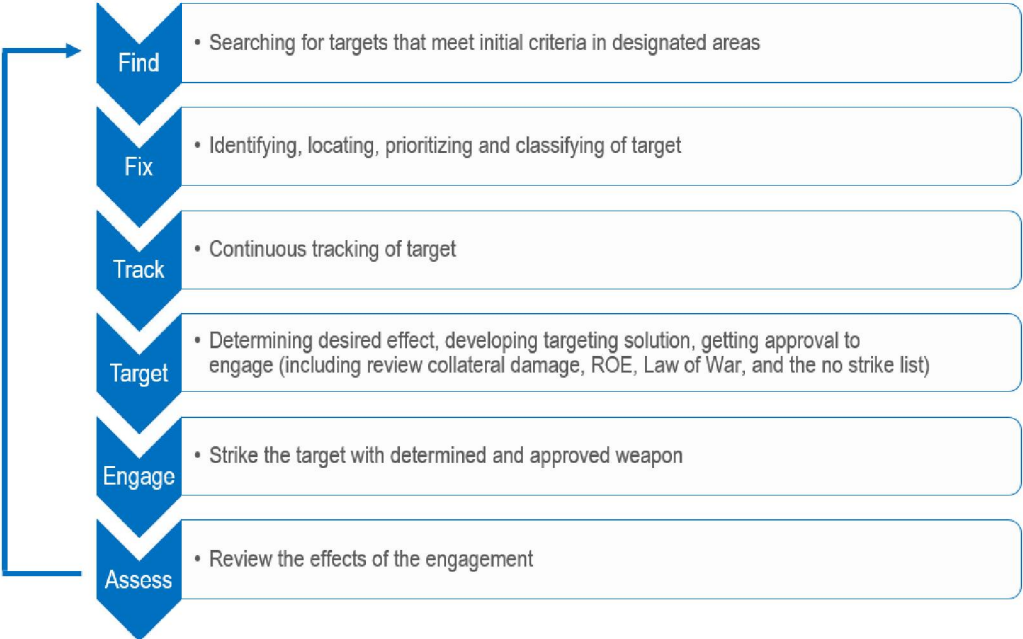 Find
• Searching for targets that meet initial criteria in designated areas
Fix
• Identifying, locating, prioritizing and classifying of target
Track
• Continuous tracking of target
Target
• Determining desired effect, developing targeting solution, getting approval to
engage (including review collateral damage, ROE, Law of War, and the no strike list)
Engage
• Strike the target with determined and approved weapon
Assess
• Review the effects of the engagement